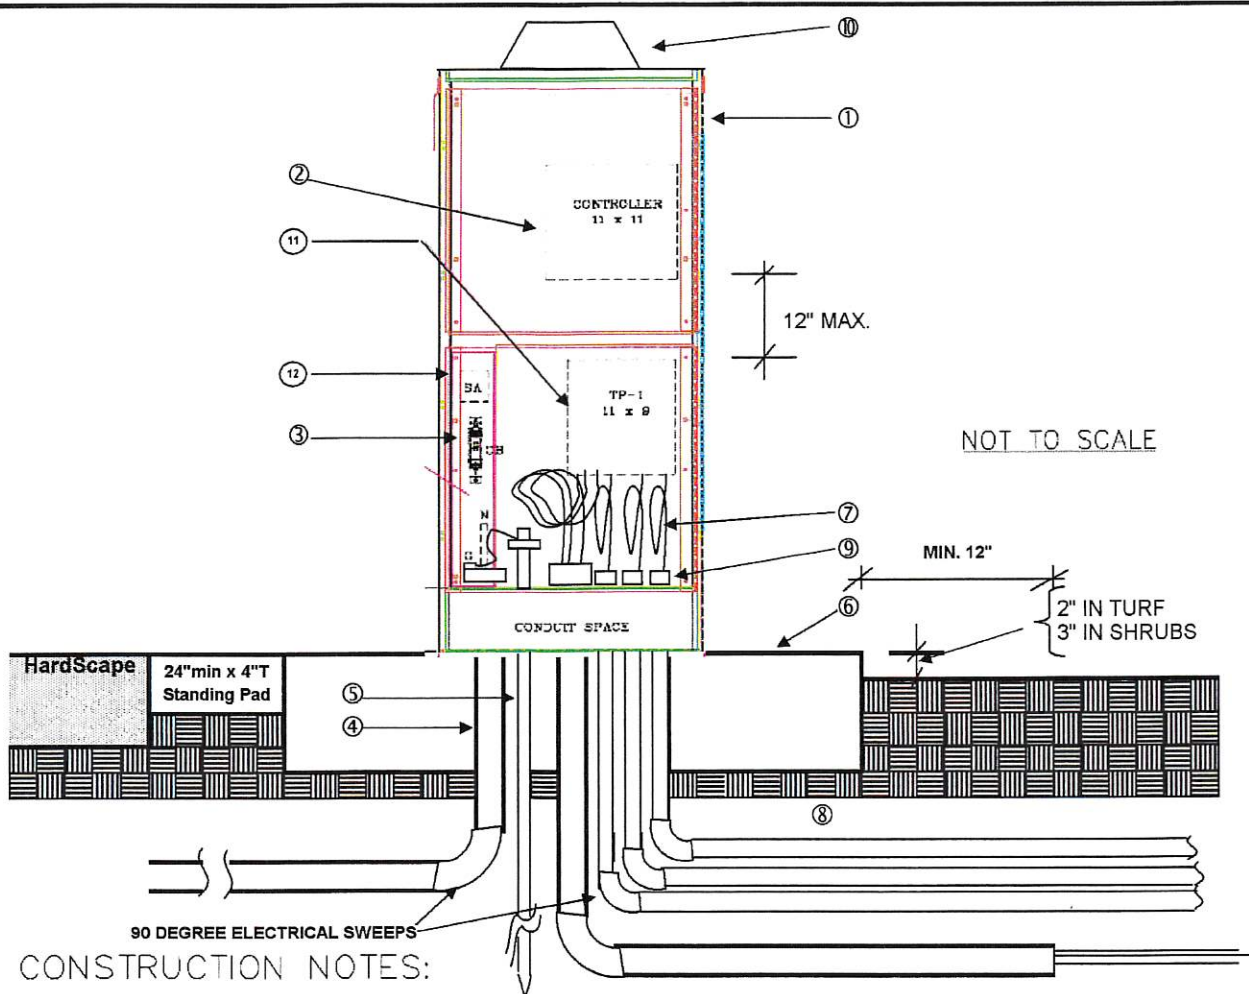 ⑩
①
②
CONTROLLER
11 x 11
⑪
12" MAX.
⑫
SA
TP-1
11 x 9
③
NOT TO SCALE
N
⑦
⑨
MIN. 12"
⑥
2" IN TURF
3" IN SHRUBS
CONDUIT SPACE
HardScape
24"min x 4"T
Standing Pad
⑤
④
⑧
90 DEGREE ELECTRICAL SWEEPS
CONSTRUCTION NOTES: